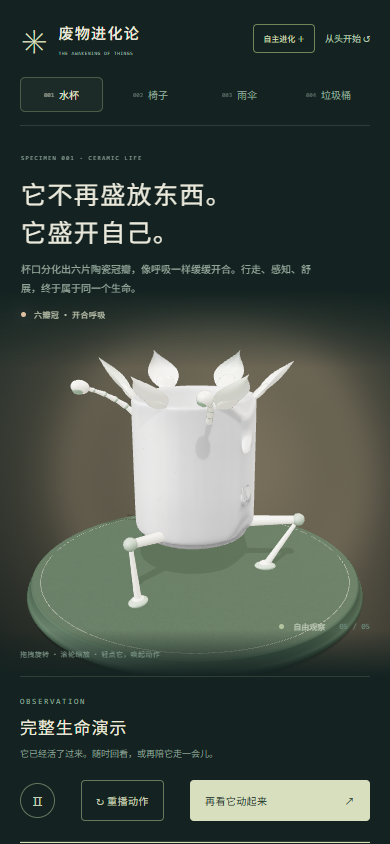 废物进化论
THE AWAKENING OF THINGS
自主进化 +
从头开始 ↺
001 水杯
002 椅子
003 雨伞
004 垃圾桶
SPECIMEN 001 · CERAMIC LIFE
它不再盛放东西。
它盛开自己。
杯口分化出六片陶瓷冠瓣，像呼吸一样缓缓开合。行走、感知、舒
展，终于属于同一个生命。
六瓣冠 · 开合呼吸
自由观察 05 / 05
拖拽旋转 · 滚轮缩放 · 轻点它，唤起动作
OBSERVATION
完整生命演示
它已经活了过来。随时回看，或再陪它走一会儿。
↻ 重播动作
再看它动起来 ↗